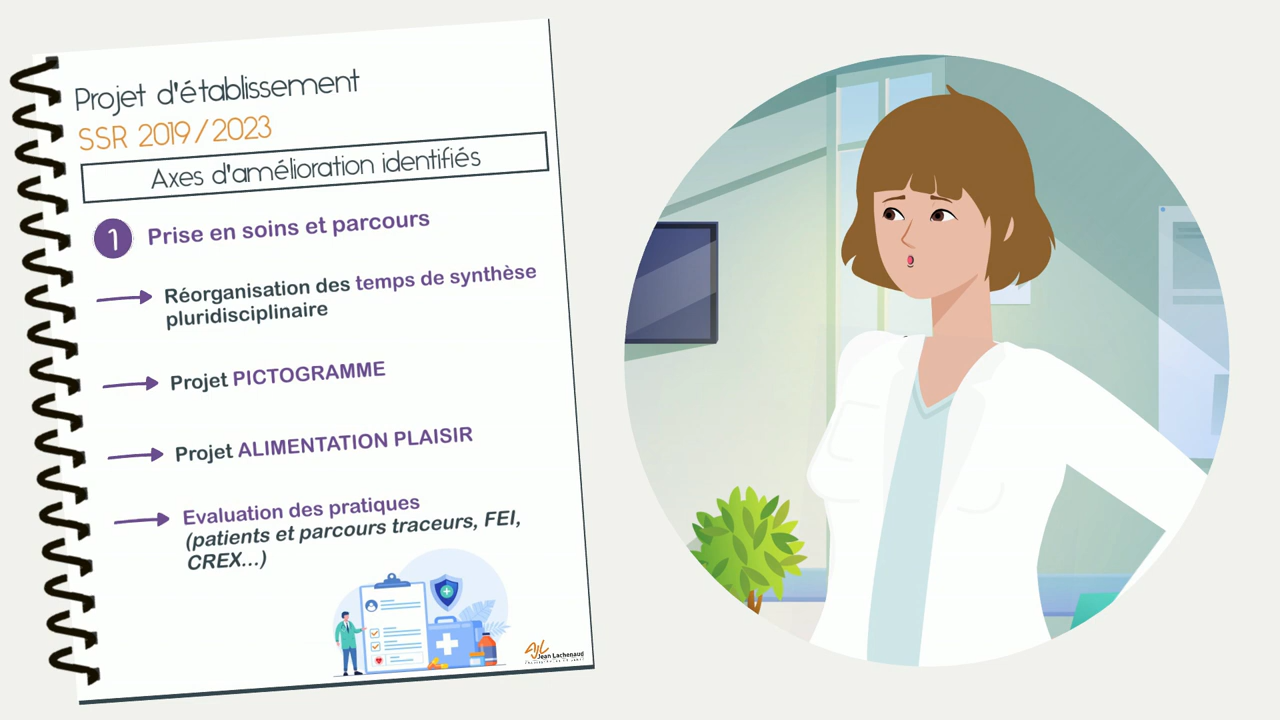 Projet d'établissement
SSR 2019/2023
Axes d'amélioration identifiés
1 Prise en soins et parcours
Réorganisation des temps de synthèse
pluridisciplinaire
Projet PICTOGRAMME
Projet ALIMENTATION PLAISIR
Evaluation des pratiques
(patients et parcours traceurs, FEI,
CREX...)
AJL
Jean Lachenaud